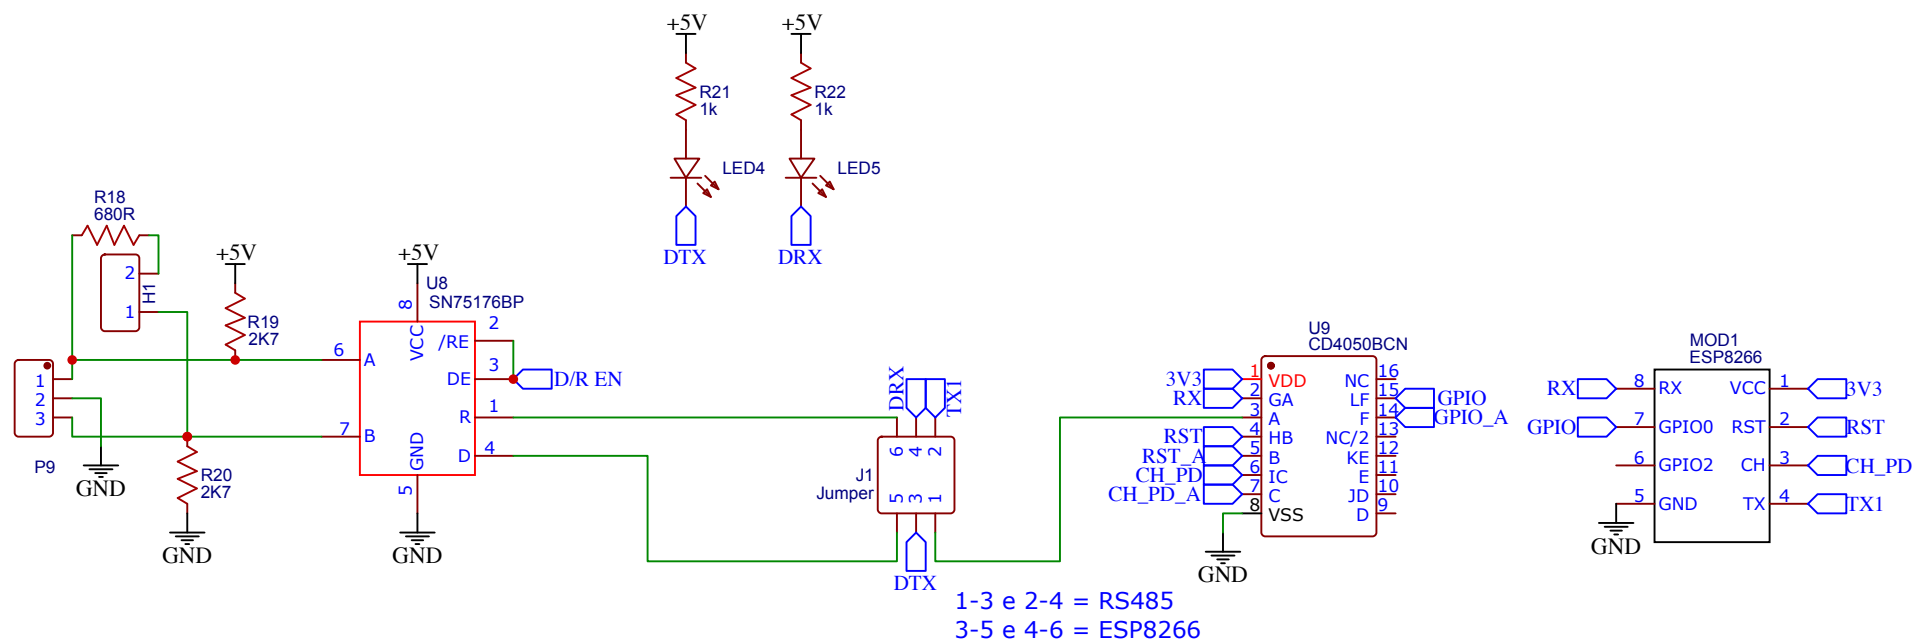 +5V
+5V
R21
1k
R22
1k
LED4
LED5
DTX
DRX
R18
680R
2
1
H1
+5V
R19
2K7
1
2
3
P9
GND
R20
2K7
GND
+5V
U8
SN75176BP
8
VCC
6
A
7
B
/RE
2
DE
3
D/R EN
R
1
D
4
GND
5
GND
DRX
TX1
6
4
2
5
3
1
J1
Jumper
DTX
1-3 e 2-4 = RS485
3-5 e 4-6 = ESP8266
U9
CD4050BCN
3V3
1
VDD
RX
2
GA
3
A
RST
4
HB
RST_A
5
B
CH_PD
6
IC
CH_PD_A
7
C
8
VSS
GND
NC
16
LF
15
GPIO
F
14
GPIO_A
NC/2
13
KE
12
E
11
JD
10
D
9
MOD1
ESP8266
RX
8
RX
GPIO
7
GPIO0
6
GPIO2
5
GND
GND
VCC
1
3V3
RST
2
RST
CH
3
CH_PD
TX
4
TX1